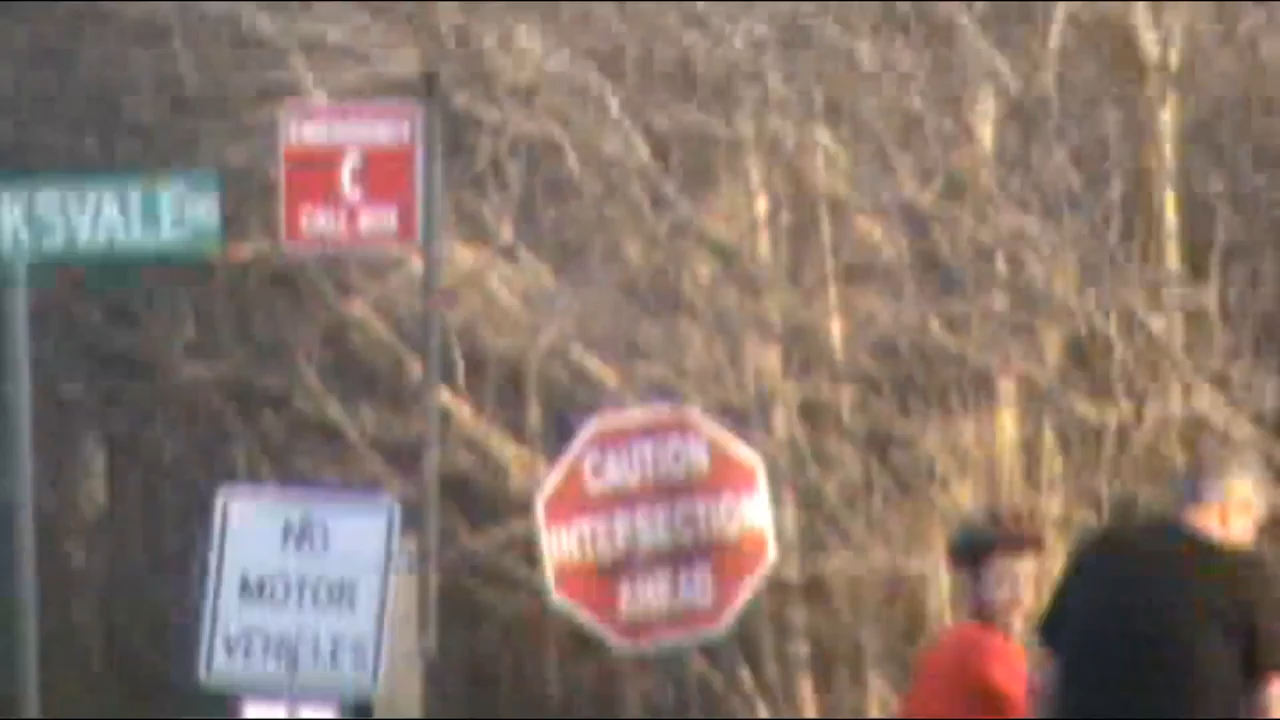 KSVALE
EMERGENCY
CALL BOX
CAUTION
INTERSECTION
AHEAD
NO
MOTOR
VEHICLES